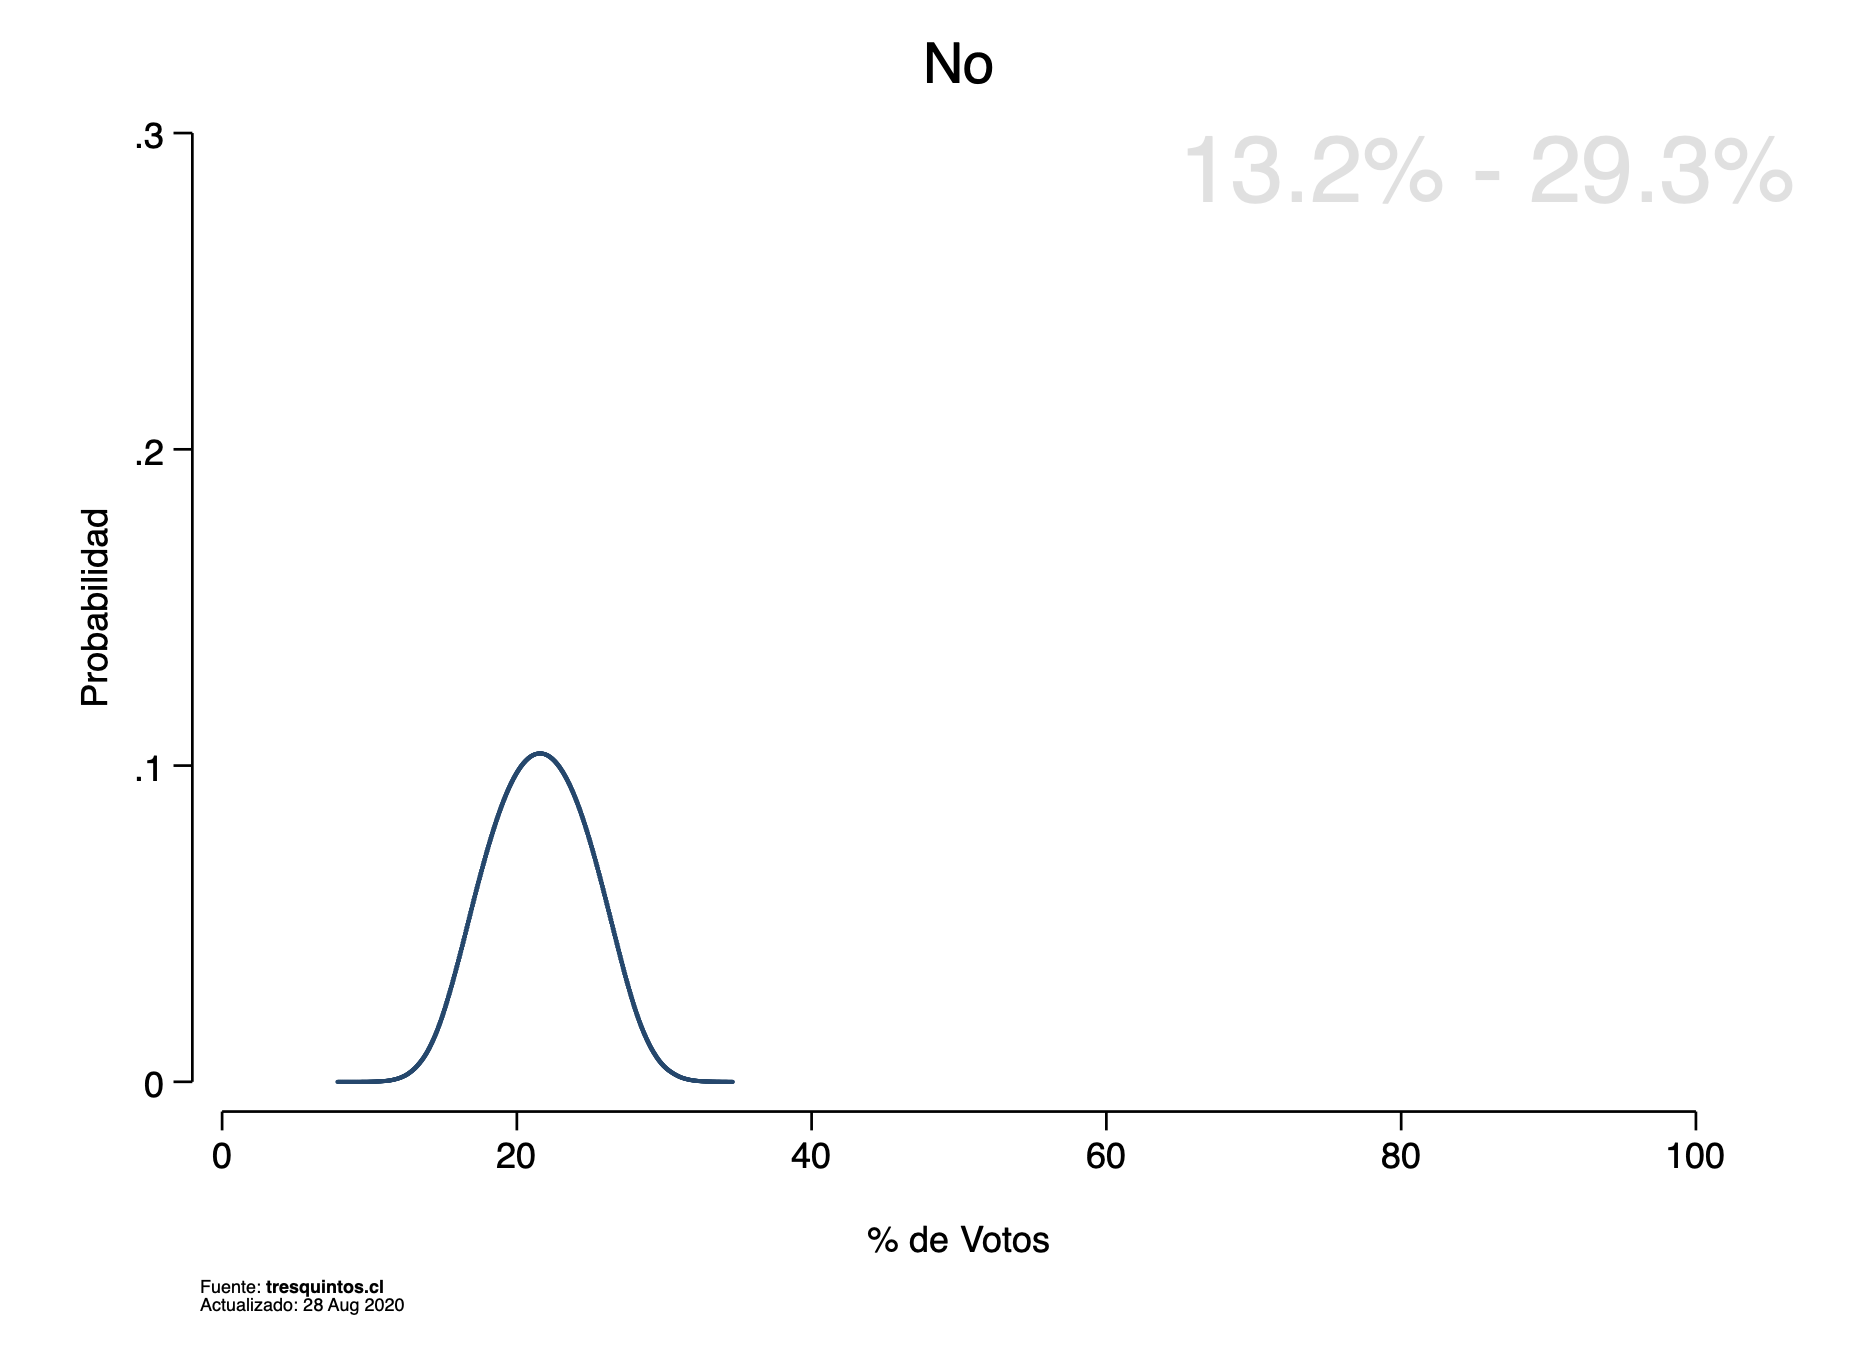 No
13.2% - 29.3%
.3
.2
.1
0
Probabilidad
0 20 40 60 80 100
% de Votos
Fuente: tresquintos.cl
Actualizado: 28 Aug 2020